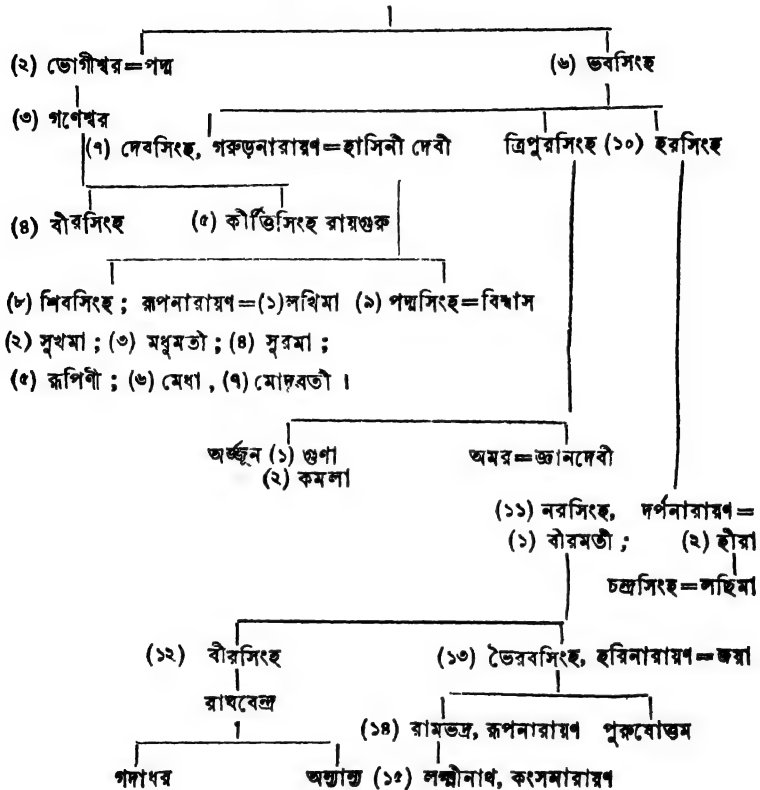 (২) ভোগীশ্বর=পদ্ম (৬) ভবসিংহ
(৩) গণেশ্বর
(৭) দেবসিংহ, গরুড়নারায়ণ=হাসিনী দেবী ত্রিপুরসিংহ (১০) হরসিংহ
(৪) বীরসিংহ (৫) কীর্ত্তিসিংহ রায়গুরু
(৮) শিবসিংহ ; রূপনারায়ণ=(১)লখিমা (৯) পদ্মসিংহ=বিশ্বাস
(২) সুখমা ; (৩) মধুমতী ; (৪) সুরমা ;
(৫) রূপিণী ; (৬) মেধা , (৭) মোদবতী ।
অর্জ্জুন (১) গুণা অমর=জ্ঞানদেবী
(২) কমলা
(১১) নরসিংহ, দর্পনারায়ণ=
(১) বীরমতী ; (২) হীরা
চন্দ্রসিংহ=লছিমা
(১২) বীরসিংহ (১৩) ভৈরবসিংহ, হরিনারায়ণ=জয়া
রাঘবেন্দ্র
(১৪) রামভদ্র, রূপনারায়ণ পুরুষোত্তম
গদাধর অন্যান্য (১৫) লক্ষ্মীনাথ, কংসনারায়ণ